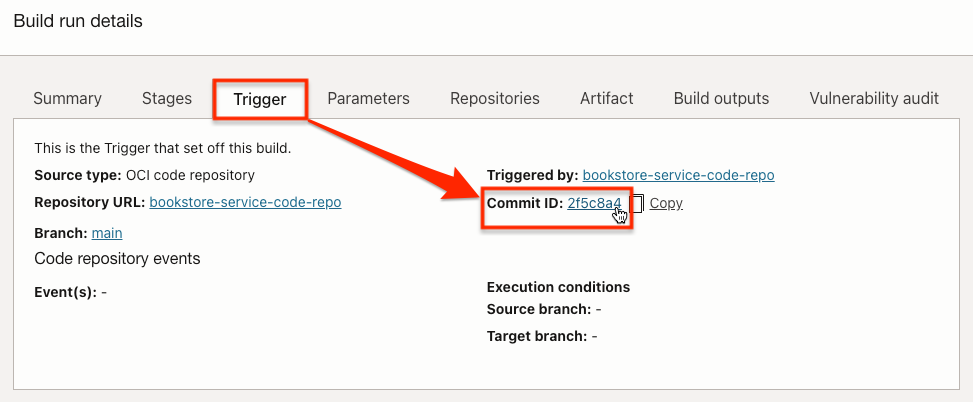 Build run details
Summary Stages Trigger Parameters Repositories Artifact Build outputs Vulnerability audit
This is the Trigger that set off this build.
Source type: OCI code repository
Triggered by: bookstore-service-code-repo
Repository URL: bookstore-service-code-repo
Commit ID: 2f5c8a4 Copy
Branch: main
Code repository events
Event(s): -
Execution conditions
Source branch: -
Target branch: -